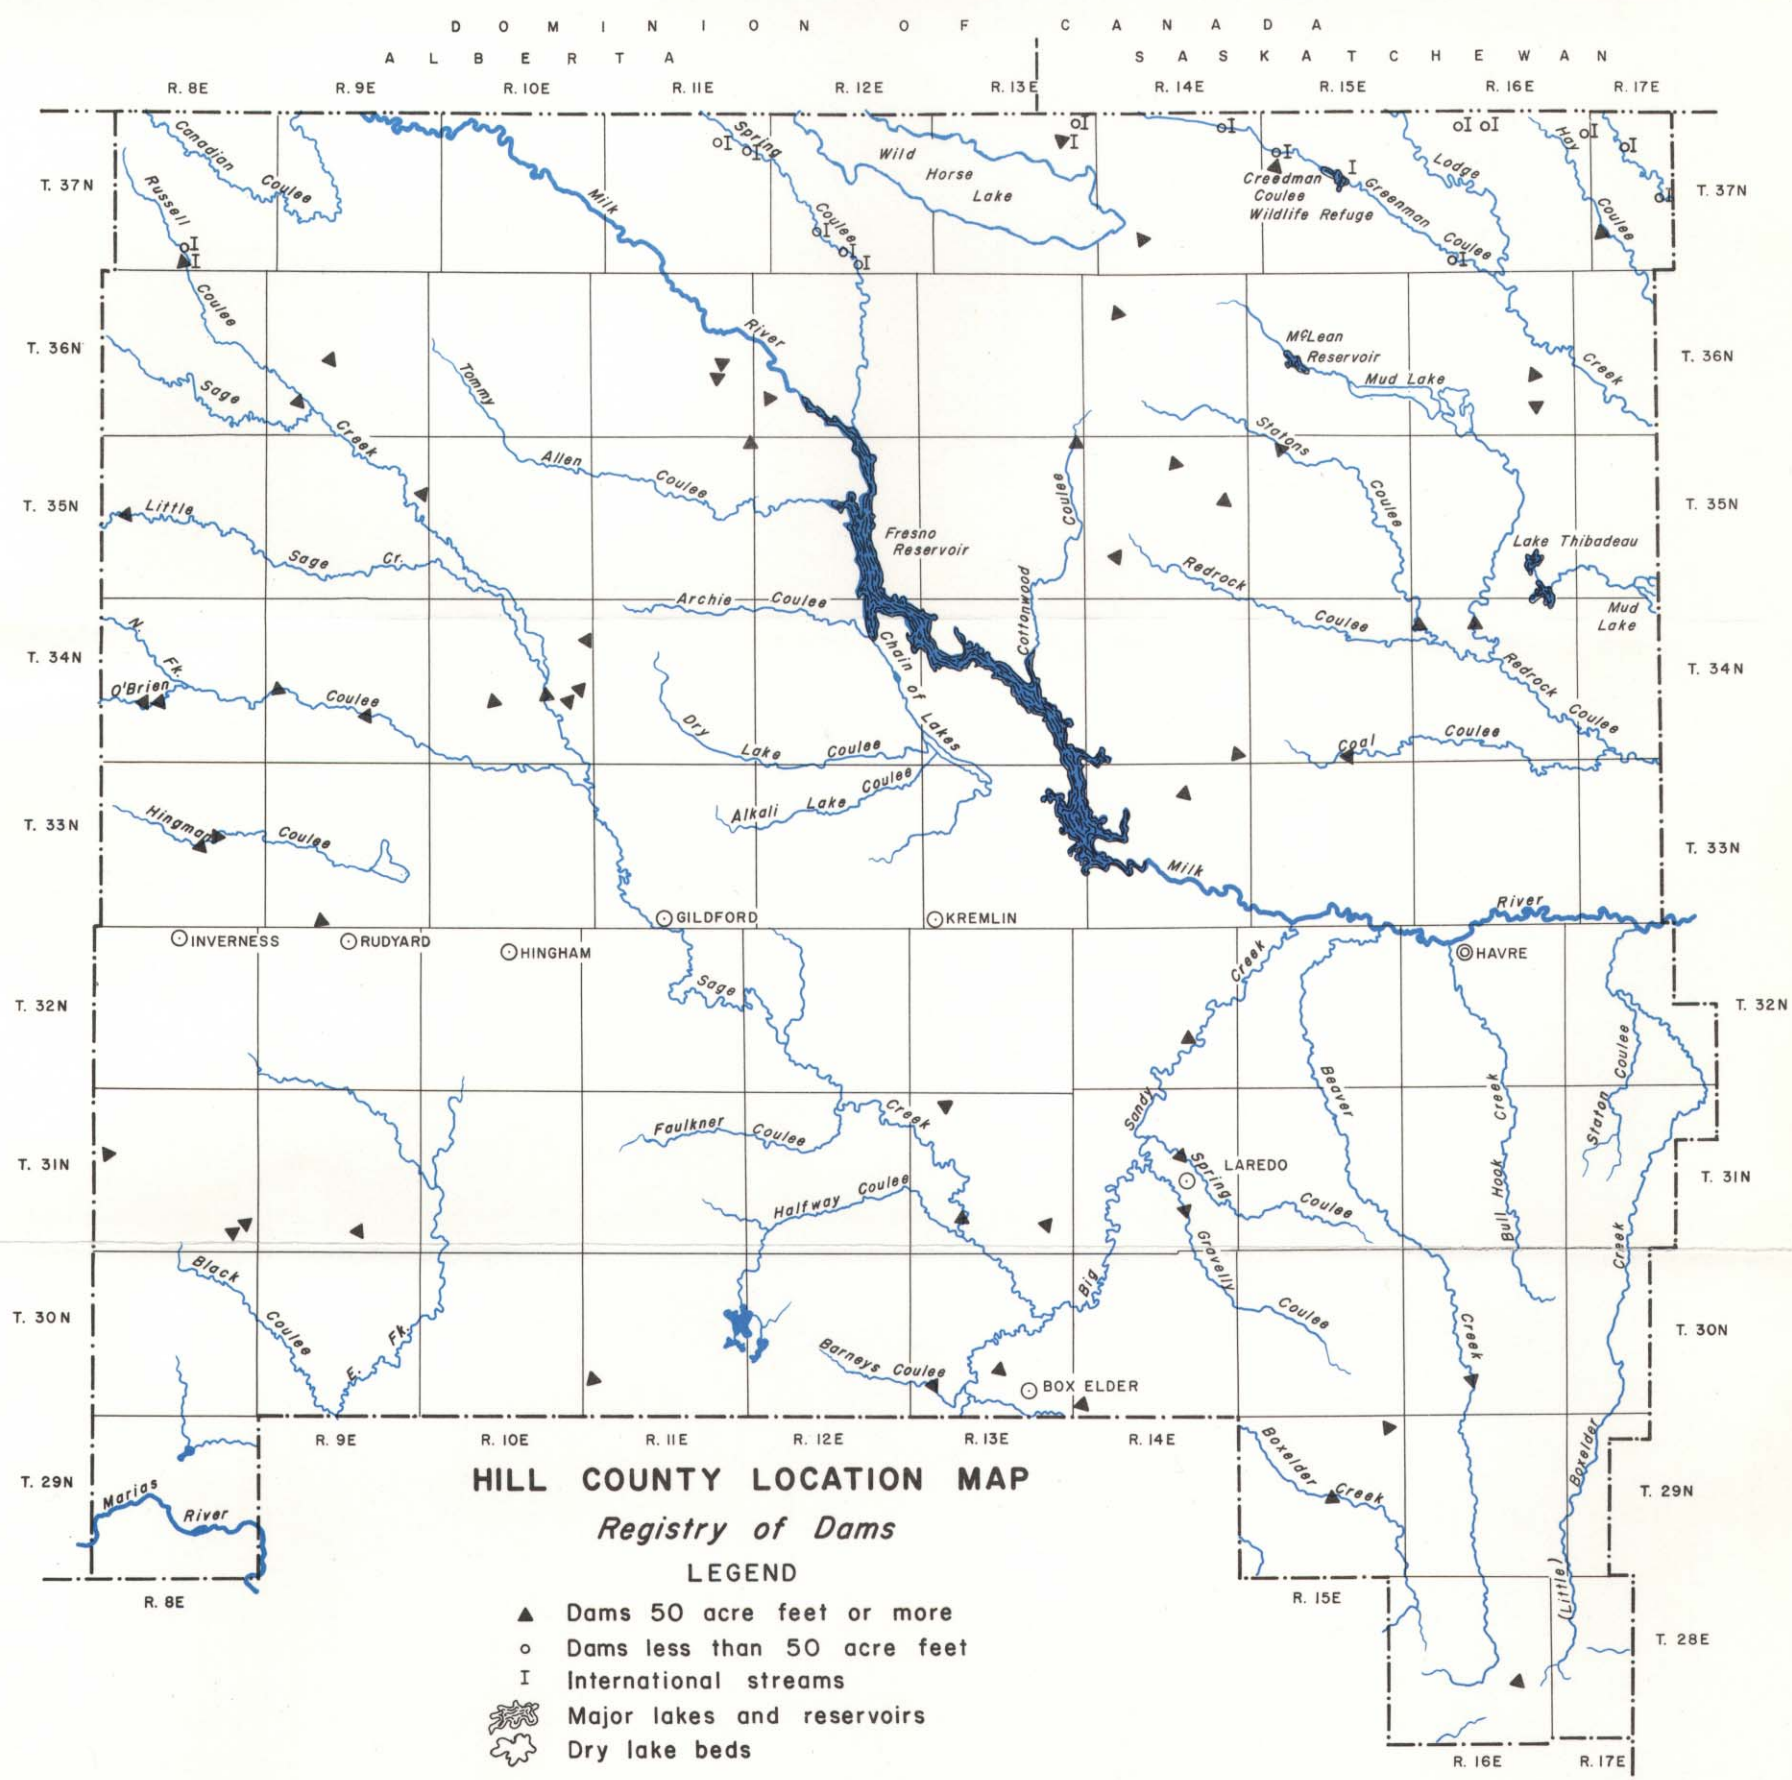 DOMINION OF CANADA
ALBERTA
SASKATCHEWAN
R. 8E R. 9E R. 10E R. 11E R. 12E R. 13E R. 14E R. 15E R. 16E R. 17E
T. 37N
T. 36N
T. 35N
T. 34N
T. 33N
T. 32N
T. 31N
T. 30N
T. 29N
T. 37N
T. 36N
T. 35N
T. 34N
T. 33N
T. 32N
T. 31N
T. 30N
T. 29N
T. 28E
Canadian Coulee
Russell Coulee
Milk River
Spring Coulee
Wild
Horse
Lake
Creedman
Coulee
Wildlife Refuge
Greenman Coulee
Lodge Creek
Hay Coulee
I I I I I I I I I I I I I I I I I I I I
Sage Creek
Tommy
Allen Coulee
McLean
Reservoir
Mud Lake
Statons Coulee
Little Sage Cr.
Fresno
Reservoir
Cottonwood Coulee
Lake Thibadeau
Mud
Lake
Redrock Coulee
Redrock Coulee
Archie Coulee
Chain of Lakes
N. Fk.
O'Brien Coulee
Dry Lake Coulee
Alkali Lake Coulee
Coal Coulee
Hingman Coulee
Milk River
GILDFORD
KREMLIN
INVERNESS
RUDYARD
HINGHAM
HAVRE
Sage Creek
Big Sandy Creek
Beaver Creek
Bull Hook Creek
Staton Coulee
Faulkner Coulee
Halfway Coulee
LAREDO
Spring Coulee
Gravelly Coulee
Black Coulee
E. Fk.
Barneys Coulee
BOX ELDER
(Little) Boxelder Creek
Boxelder Creek
Marias River
R. 9E R. 10E R. 11E R. 12E R. 13E R. 14E
R. 8E
R. 15E
R. 16E R. 17E
HILL COUNTY LOCATION MAP
Registry of Dams
LEGEND
Dams 50 acre feet or more
Dams less than 50 acre feet
I International streams
Major lakes and reservoirs
Dry lake beds